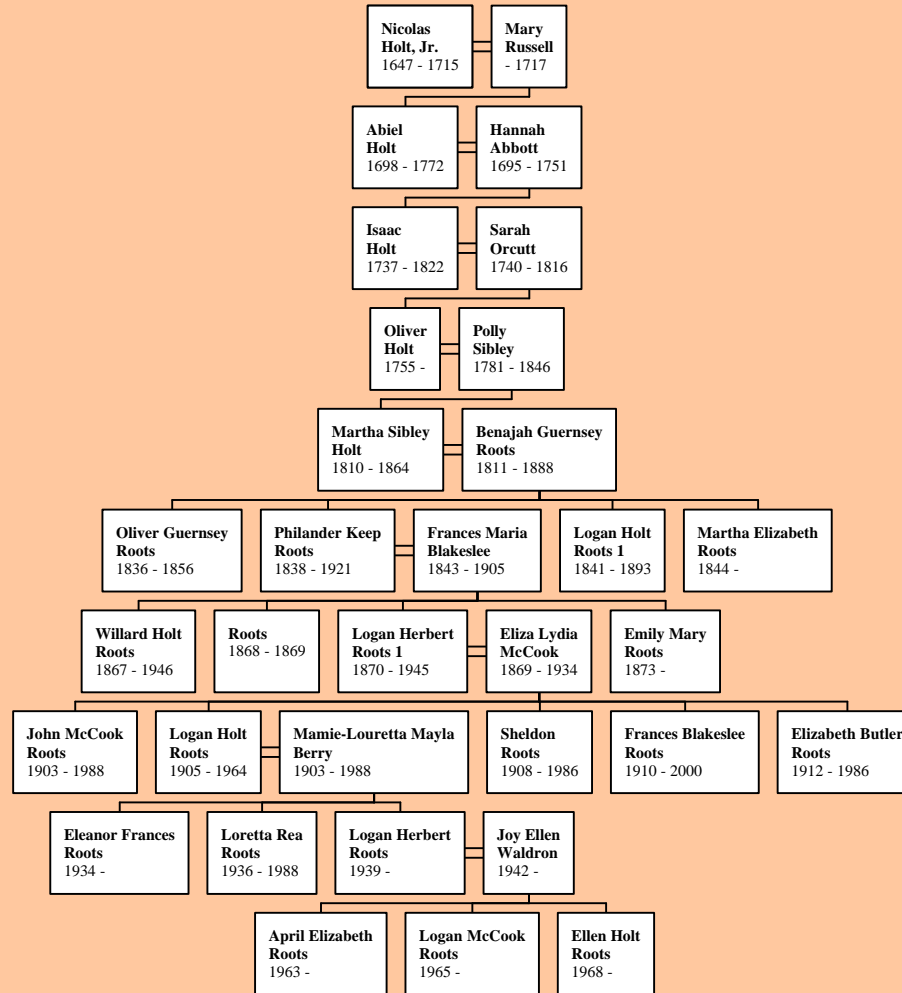 Nicolas
Holt, Jr.
1647 - 1715
Mary
Russell
- 1717
Abiel
Holt
1698 - 1772
Hannah
Abbott
1695 - 1751
Isaac
Holt
1737 - 1822
Sarah
Orcutt
1740 - 1816
Oliver
Holt
1755 -
Polly
Sibley
1781 - 1846
Martha Sibley
Holt
1810 - 1864
Benajah Guernsey
Roots
1811 - 1888
Oliver Guernsey
Roots
1836 - 1856
Philander Keep
Roots
1838 - 1921
Frances Maria
Blakeslee
1843 - 1905
Logan Holt
Roots 1
1841 - 1893
Martha Elizabeth
Roots
1844 -
Willard Holt
Roots
1867 - 1946
Roots
1868 - 1869
Logan Herbert
Roots 1
1870 - 1945
Eliza Lydia
McCook
1869 - 1934
Emily Mary
Roots
1873 -
John McCook
Roots
1903 - 1988
Logan Holt
Roots
1905 - 1964
Mamie-Louretta Mayla
Berry
1903 - 1988
Sheldon
Roots
1908 - 1986
Frances Blakeslee
Roots
1910 - 2000
Elizabeth Butler
Roots
1912 - 1986
Eleanor Frances
Roots
1934 -
Loretta Rea
Roots
1936 - 1988
Logan Herbert
Roots
1939 -
Joy Ellen
Waldron
1942 -
April Elizabeth
Roots
1963 -
Logan McCook
Roots
1965 -
Ellen Holt
Roots
1968 -